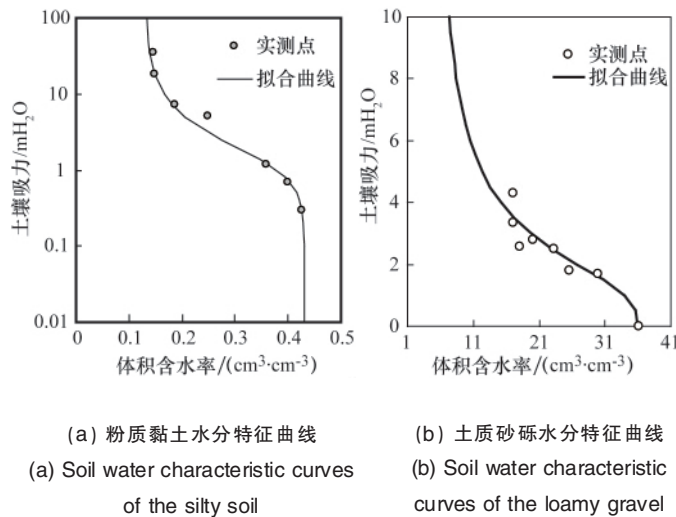 100
10
1
0.1
0.01
0
0.1
0.2
0.3
0.4
0.5
土壤吸力/mH₂O
体积含水率/(cm³·cm⁻³)
实测点
拟合曲线
10
8
6
4
2
0
1
11
21
31
41
土壤吸力/mH₂O
体积含水率/(cm³·cm⁻³)
实测点
拟合曲线
(a) 粉质黏土水分特征曲线
(a) Soil water characteristic curves
of the silty soil
(b) 土质砂砾水分特征曲线
(b) Soil water characteristic
curves of the loamy gravel